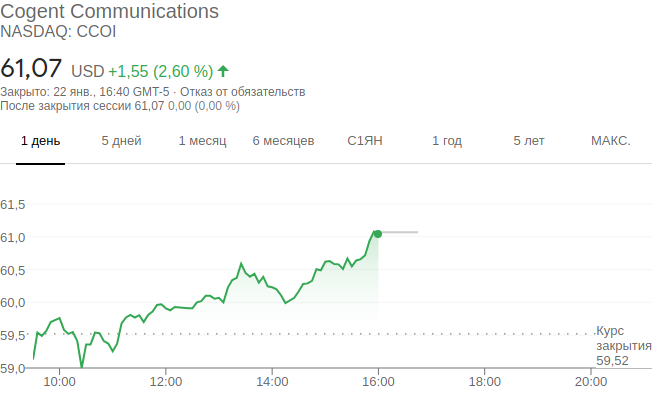 Cogent Communications
NASDAQ: CCOI
61,07 USD +1,55 (2,60 %)
Закрыто: 22 янв., 16:40 GMT-5 · Отказ от обязательств
После закрытия сессии 61,07 0,00 (0,00 %)
1 день 5 дней 1 месяц 6 месяцев С1ЯН 1 год 5 лет МАКС.
61,5
61,0
60,5
60,0
59,5
59,0
Курс
закрытия
59,52
10:00 12:00 14:00 16:00 18:00 20:00